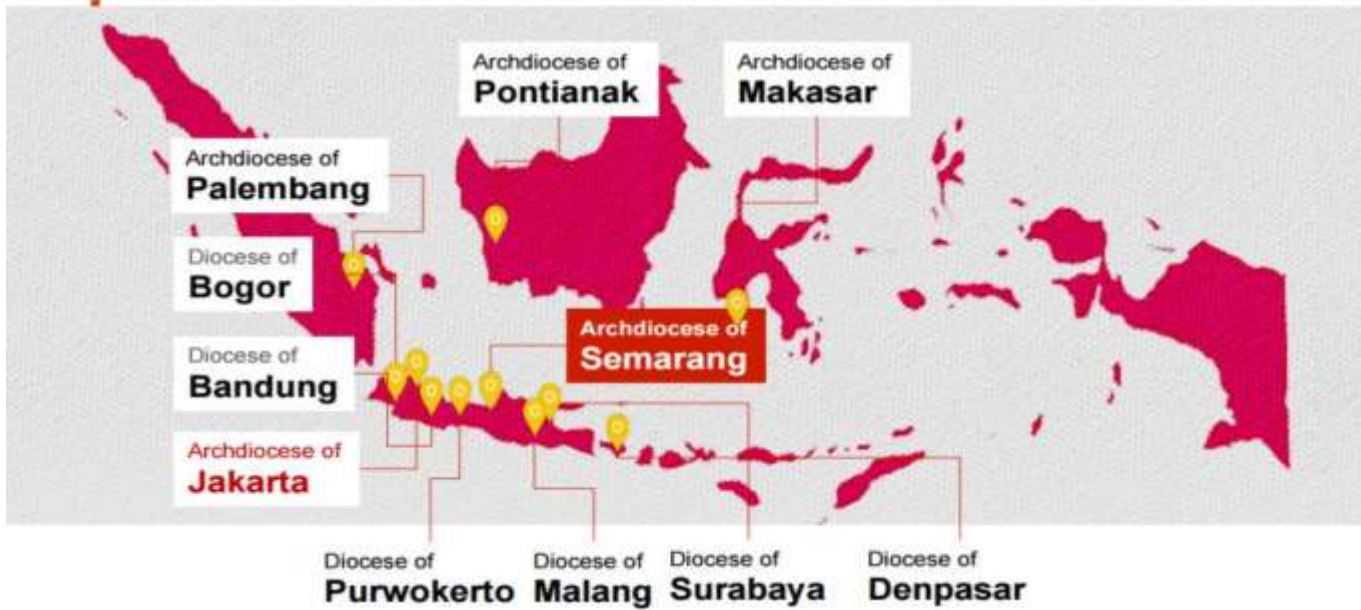 Archdiocese of
Pontianak
Archdiocese of
Makasar
Archdiocese of
Palembang
Diocese of
Bogor
Archdiocese of
Semarang
Diocese of
Bandung
Archdiocese of
Jakarta
Diocese of
Purwokerto
Diocese of
Malang
Diocese of
Surabaya
Diocese of
Denpasar